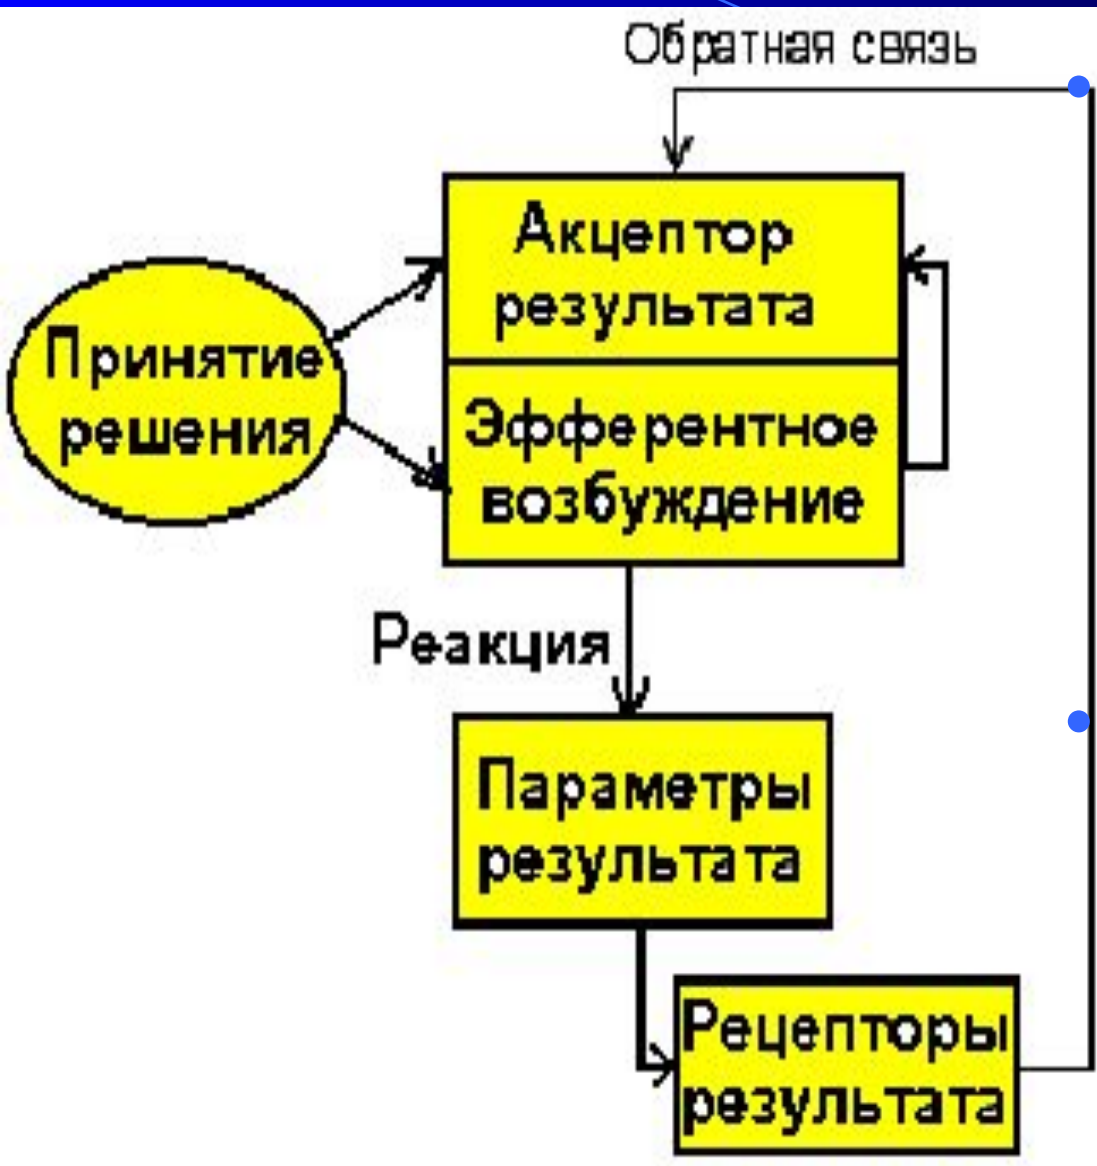 Обратная связь
Акцептор
результата
Принятие
решения
Эфферентное
возбуждение
Реакция
Параметры
результата
Рецепторы
результата